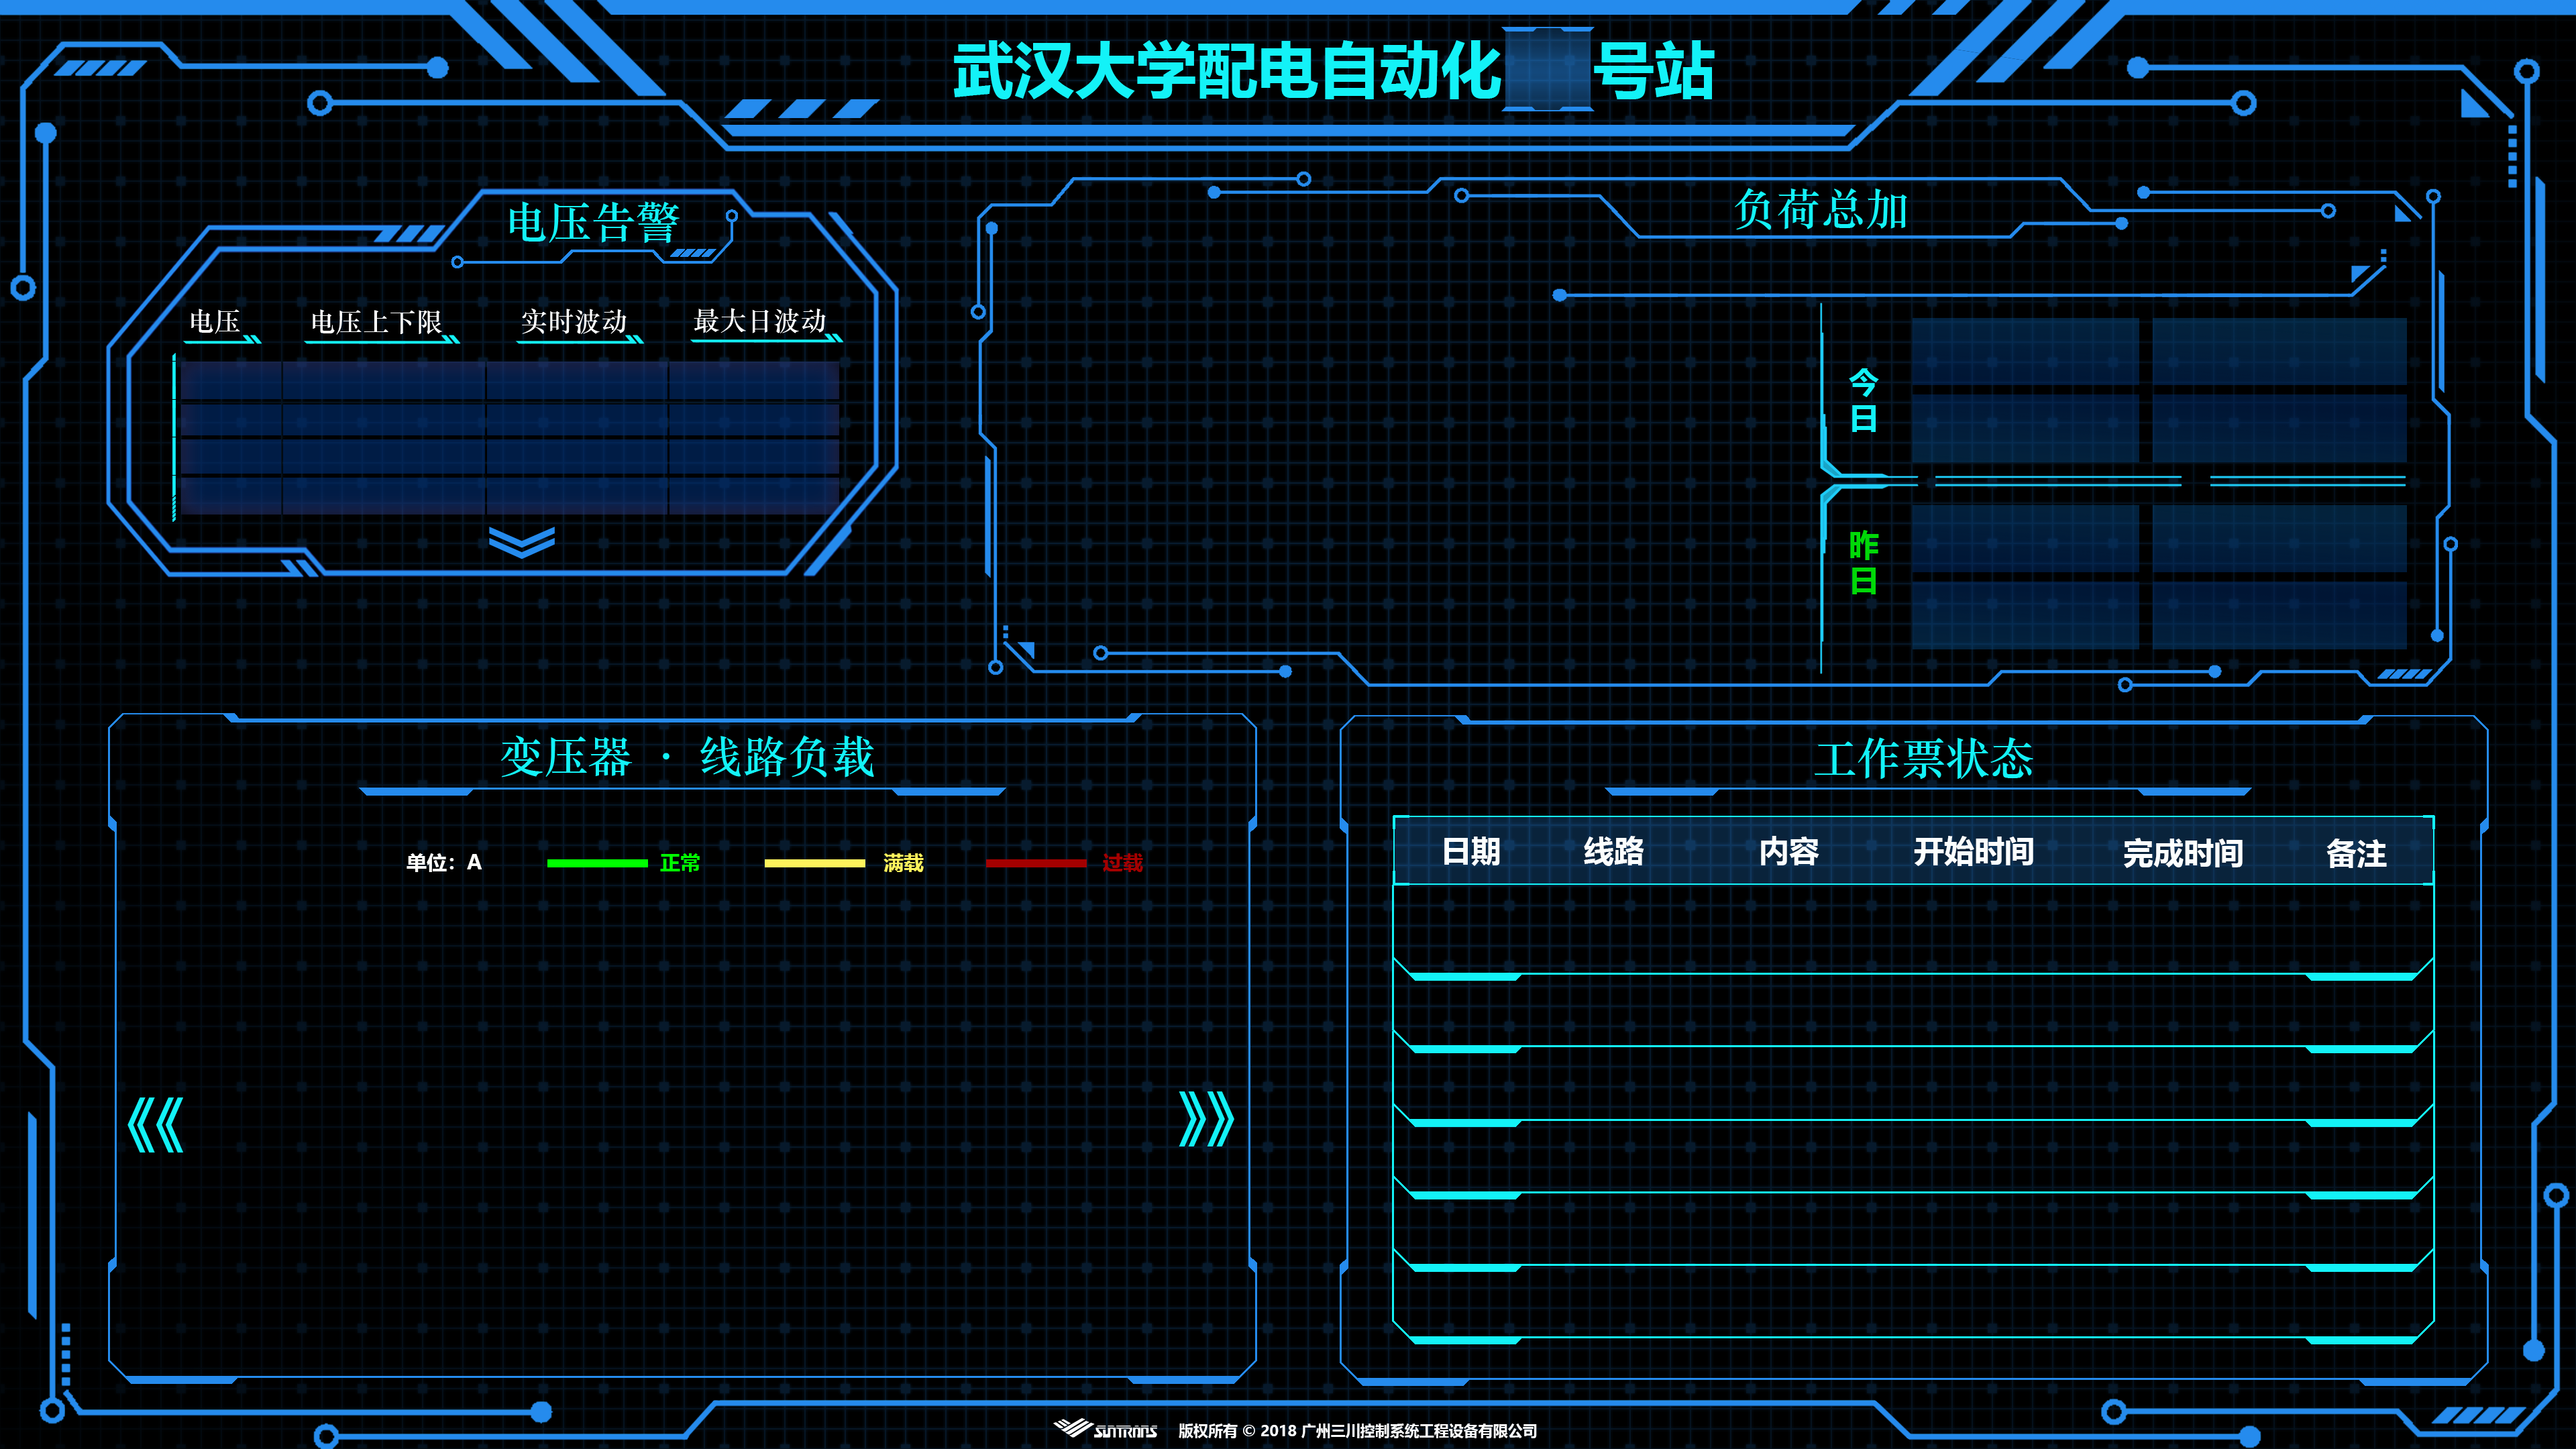 武汉大学配电自动化 号站
电压告警
负荷总加
电压 电压上下限 实时波动 最大日波动
今日
昨日
变压器 · 线路负载
工作票状态
单位：A 正常 满载 过载
日期 线路 内容 开始时间 完成时间 备注
SUNTRANS 版权所有 © 2018 广州三川控制系统工程设备有限公司